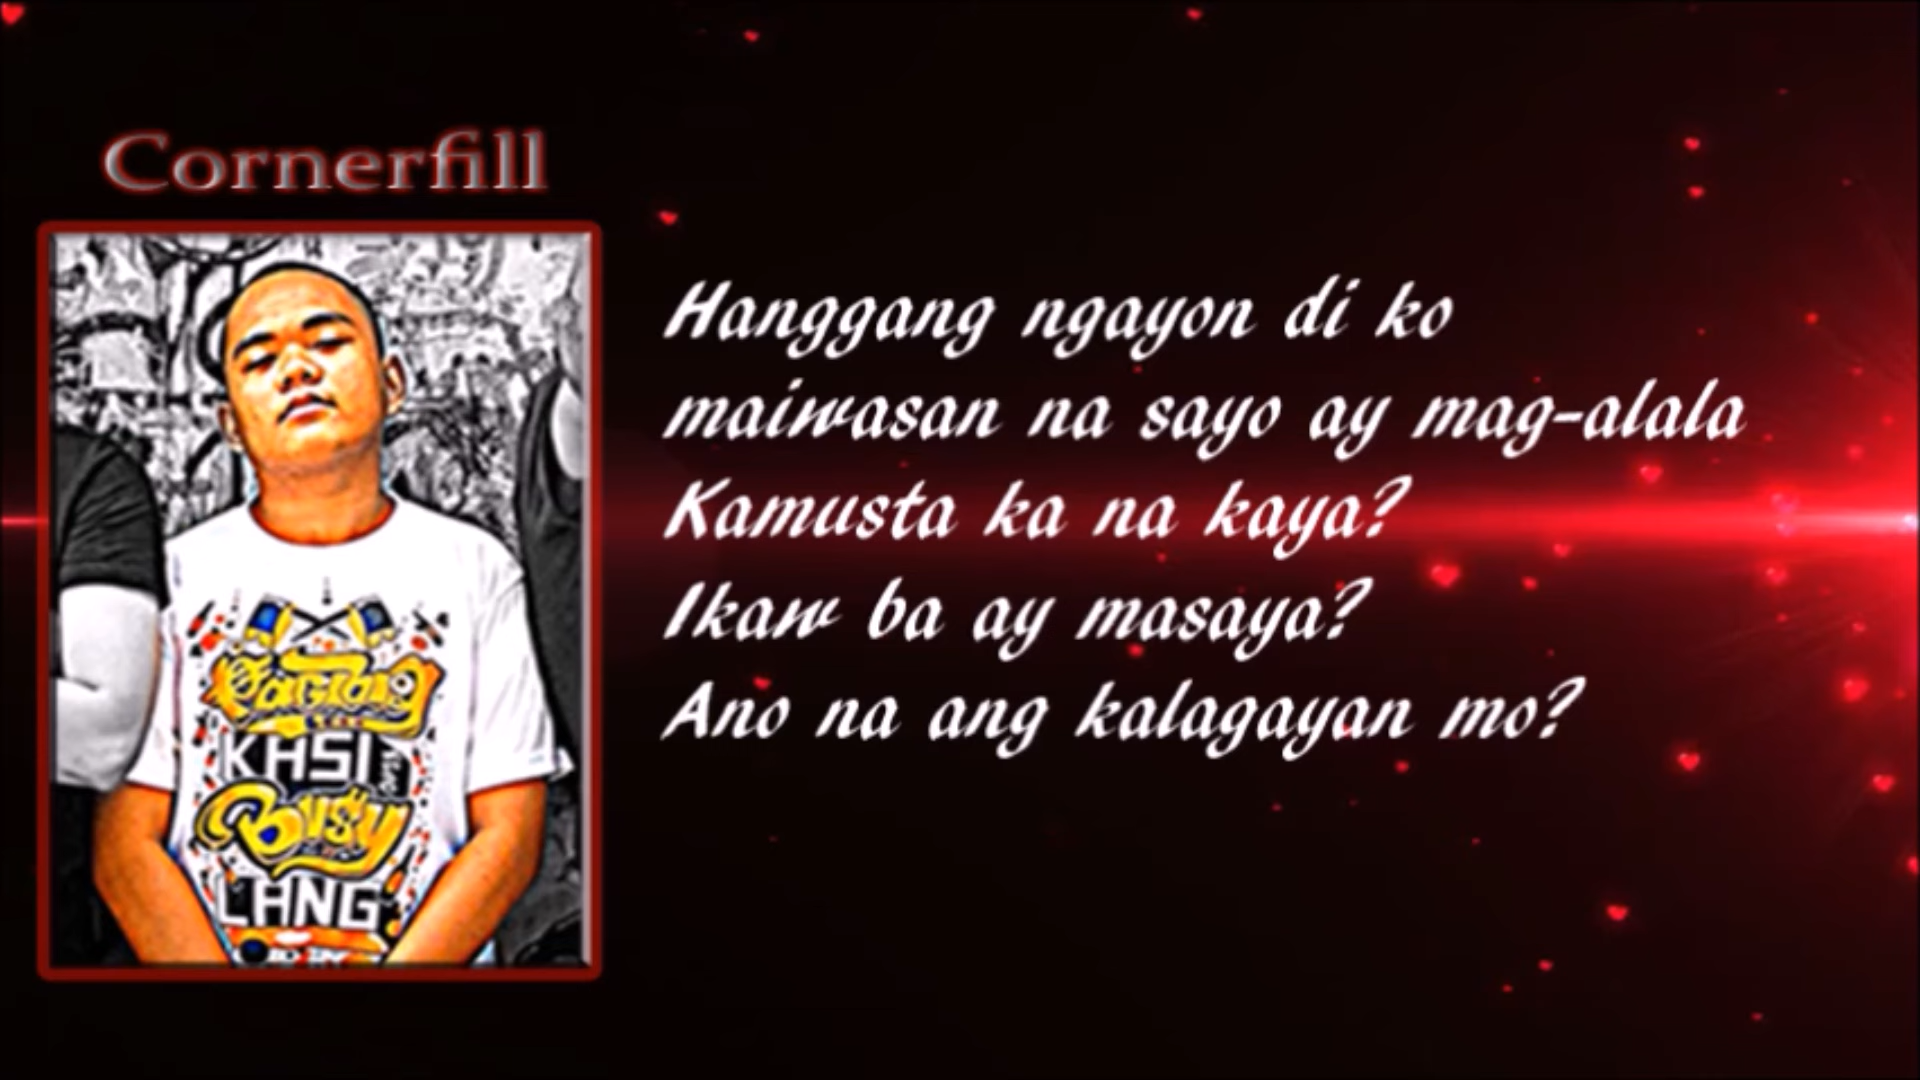 Cornerfill
Hanggang ngayon di ko
maiwasan na sayo ay mag-alala
Kamusta ka na kaya?
Ikaw ba ay masaya?
Ano na ang kalagayan mo?
KASI
Busy
LANG